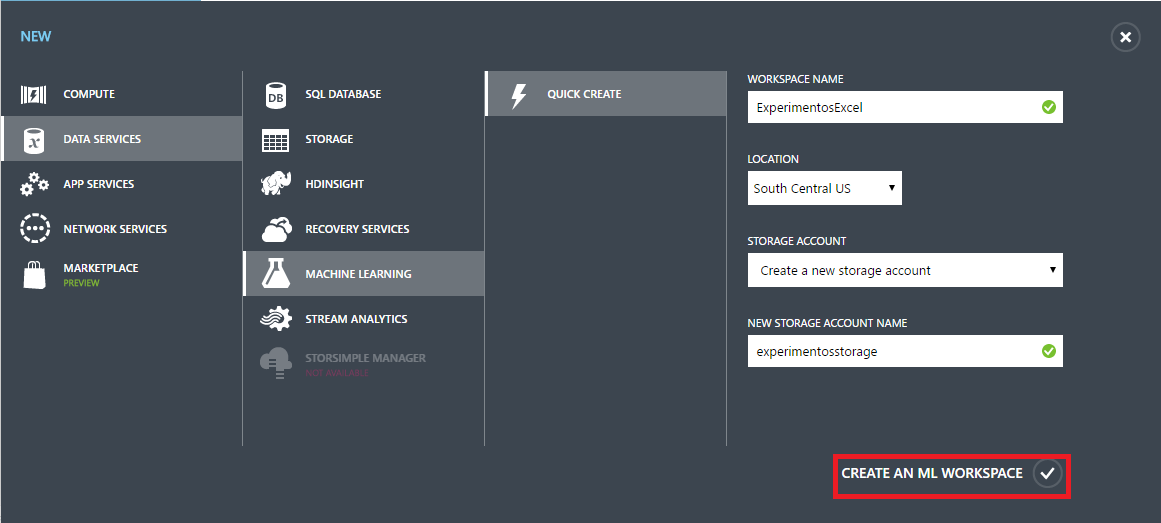 NEW
COMPUTE
DATA SERVICES
APP SERVICES
NETWORK SERVICES
MARKETPLACE
PREVIEW
DB
SQL DATABASE
STORAGE
HDINSIGHT
RECOVERY SERVICES
MACHINE LEARNING
STREAM ANALYTICS
STORSIMPLE MANAGER
NOT AVAILABLE
QUICK CREATE
WORKSPACE NAME
ExperimentosExcel
LOCATION
South Central US
STORAGE ACCOUNT
Create a new storage account
NEW STORAGE ACCOUNT NAME
experimentosstorage
CREATE AN ML WORKSPACE